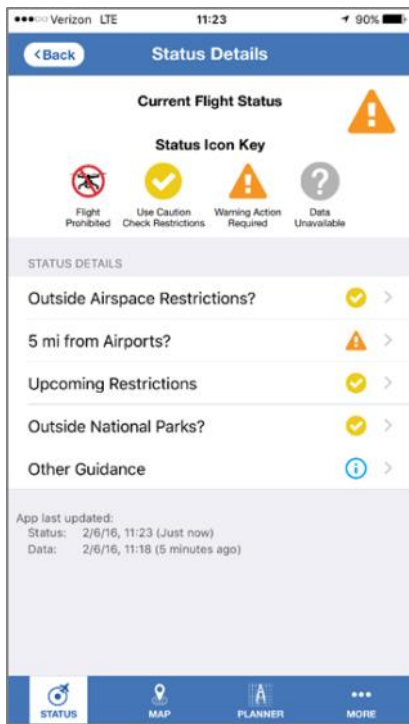 Verizon LTE 11:23 90%
Back Status Details
Current Flight Status
Status Icon Key
Flight Prohibited
Use Caution Check Restrictions
Warning Action Required
Data Unavailable
STATUS DETAILS
Outside Airspace Restrictions?
5 mi from Airports?
Upcoming Restrictions
Outside National Parks?
Other Guidance
App last updated:
Status: 2/6/16, 11:23 (Just now)
Data: 2/6/16, 11:18 (5 minutes ago)
STATUS MAP PLANNER MORE